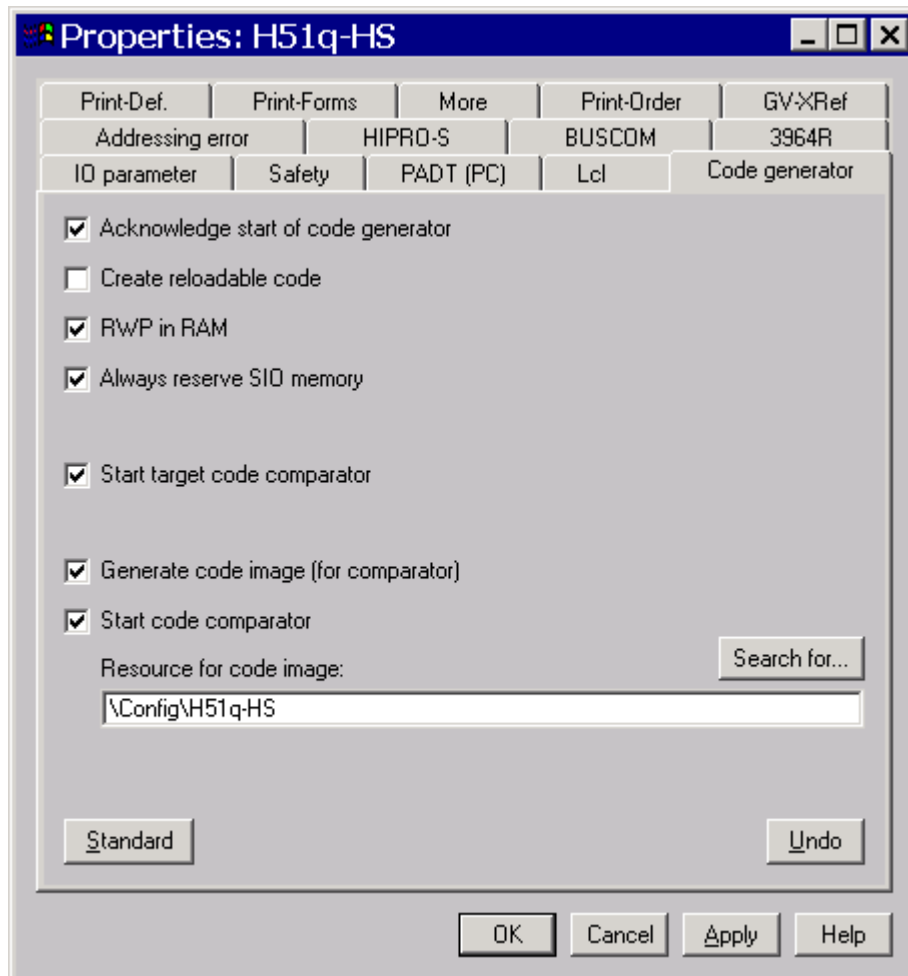 Properties: H51q-HS
Print-Def. Print-Forms More Print-Order GV-XRef
Addressing error HIPRO-S BUSCOM 3964R
IO parameter Safety PADT (PC) Lcl Code generator
Acknowledge start of code generator
Create reloadable code
RWP in RAM
Always reserve SIO memory
Start target code comparator
Generate code image (for comparator)
Start code comparator
Search for...
Resource for code image:
\Config\H51q-HS
Standard Undo
OK Cancel Apply Help